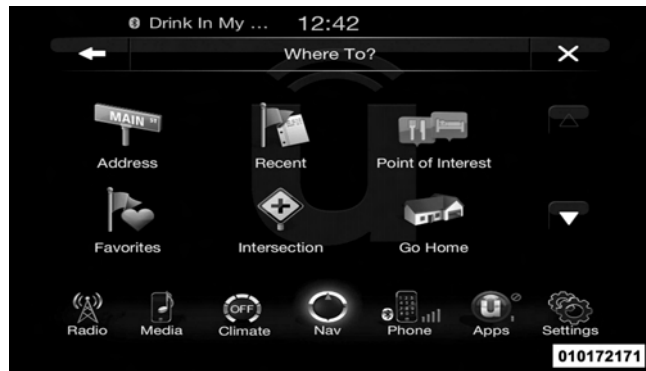 Drink In My ... 12:42
Where To?
MAIN ST
Address Recent Point of Interest
Favorites Intersection Go Home
OFF
Radio Media Climate Nav Phone Apps Settings
010172171